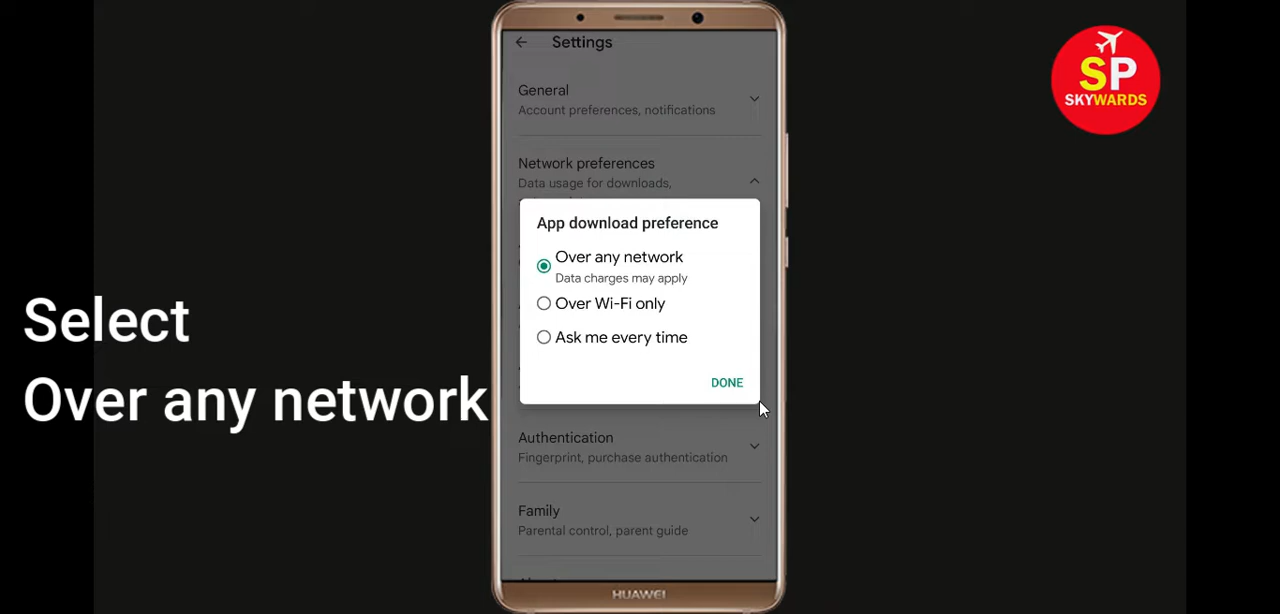 Settings
SP
SKYWARDS
General
Account preferences, notifications
Network preferences
Data usage for downloads,
App download preference
Over any network
Data charges may apply
Over Wi-Fi only
Ask me every time
DONE
Select
Over any network
Authentication
Fingerprint, purchase authentication
Family
Parental control, parent guide
HUAWEI